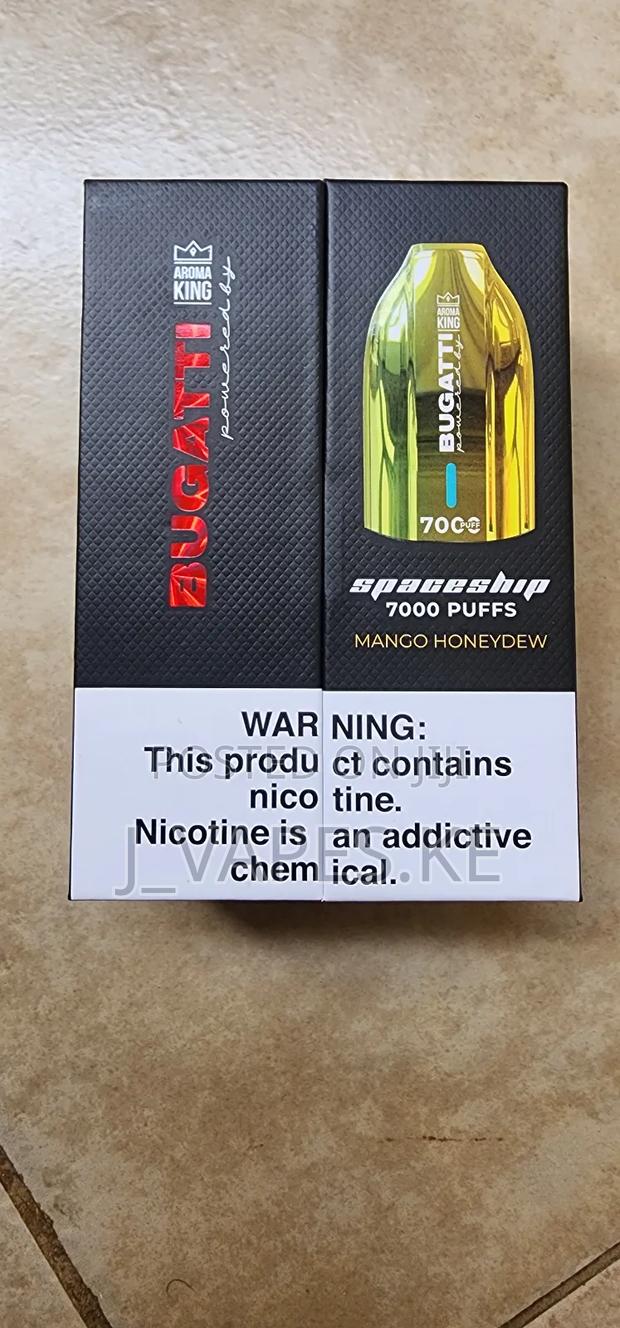 AROMA
KING
BUGATTI
powered by
AROMA
KING
BUGATTI
powered by
7000
PUFF
spaceship
7000 PUFFS
MANGO HONEYDEW
WARNING:
This product contains
nicotine.
Nicotine is an addictive
chemical.
POSTED ON JIJI
J_VAPES.KE